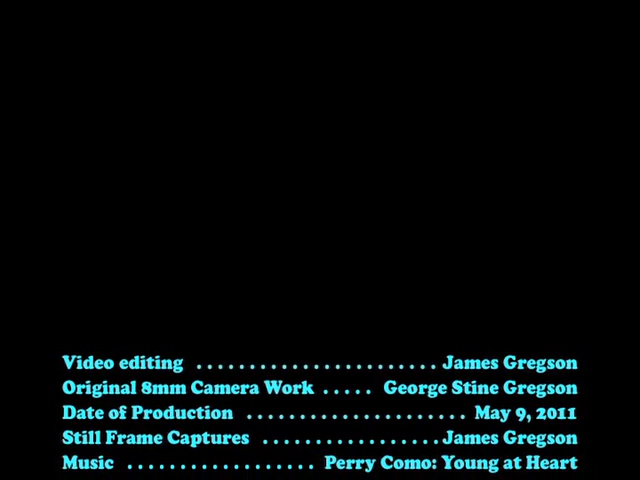 Video editing . . . . . . . . . . . . . . . . . . . . . . . James Gregson
Original 8mm Camera Work . . . . . George Stine Gregson
Date of Production . . . . . . . . . . . . . . . . . . . . . May 9, 2011
Still Frame Captures . . . . . . . . . . . . . . . . . James Gregson
Music . . . . . . . . . . . . . . . . . . Perry Como: Young at Heart